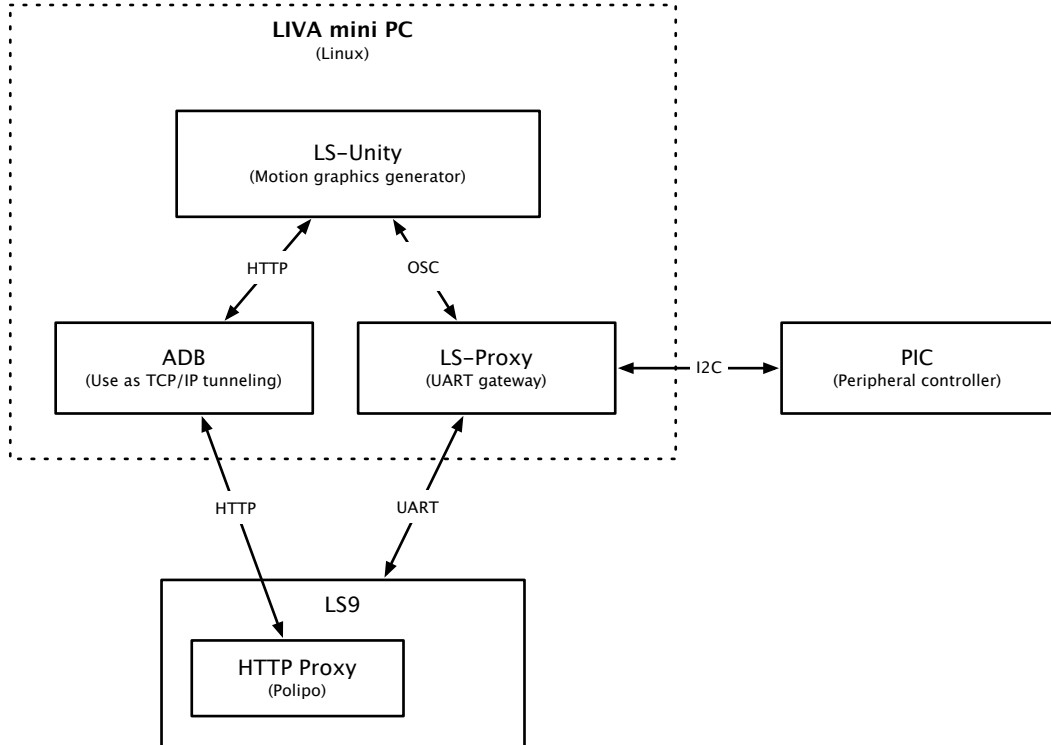 LIVA mini PC
(Linux)
LS-Unity
(Motion graphics generator)
HTTP
OSC
ADB
(Use as TCP/IP tunneling)
LS-Proxy
(UART gateway)
I2C
PIC
(Peripheral controller)
HTTP
UART
LS9
HTTP Proxy
(Polipo)